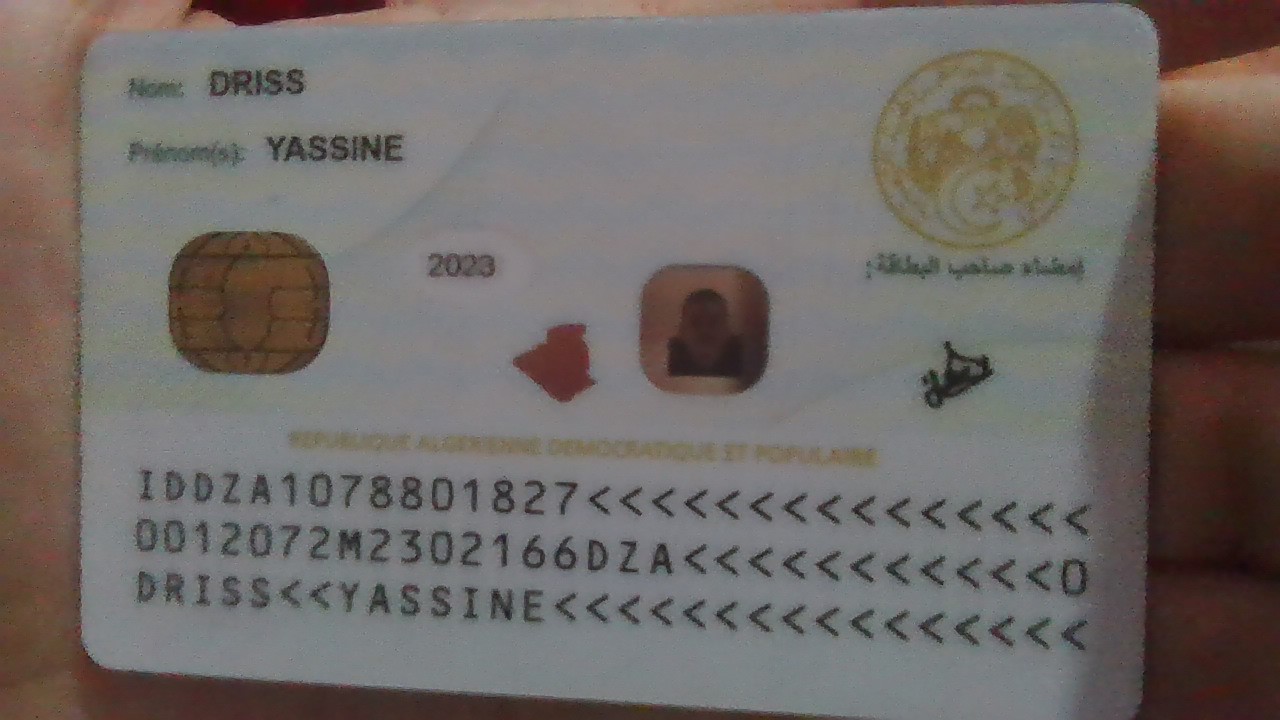 Nom: DRISS
Prénom(s): YASSINE
2023
إمضاء صاحب البطاقة:
REPUBLIQUE ALGERIENNE DEMOCRATIQUE ET POPULAIRE
IDDZA1078801827<<<<<<<<<<<<<<<
0012072M2302166DZA<<<<<<<<<<<0
DRISS<<YASSINE<<<<<<<<<<<<<<<<